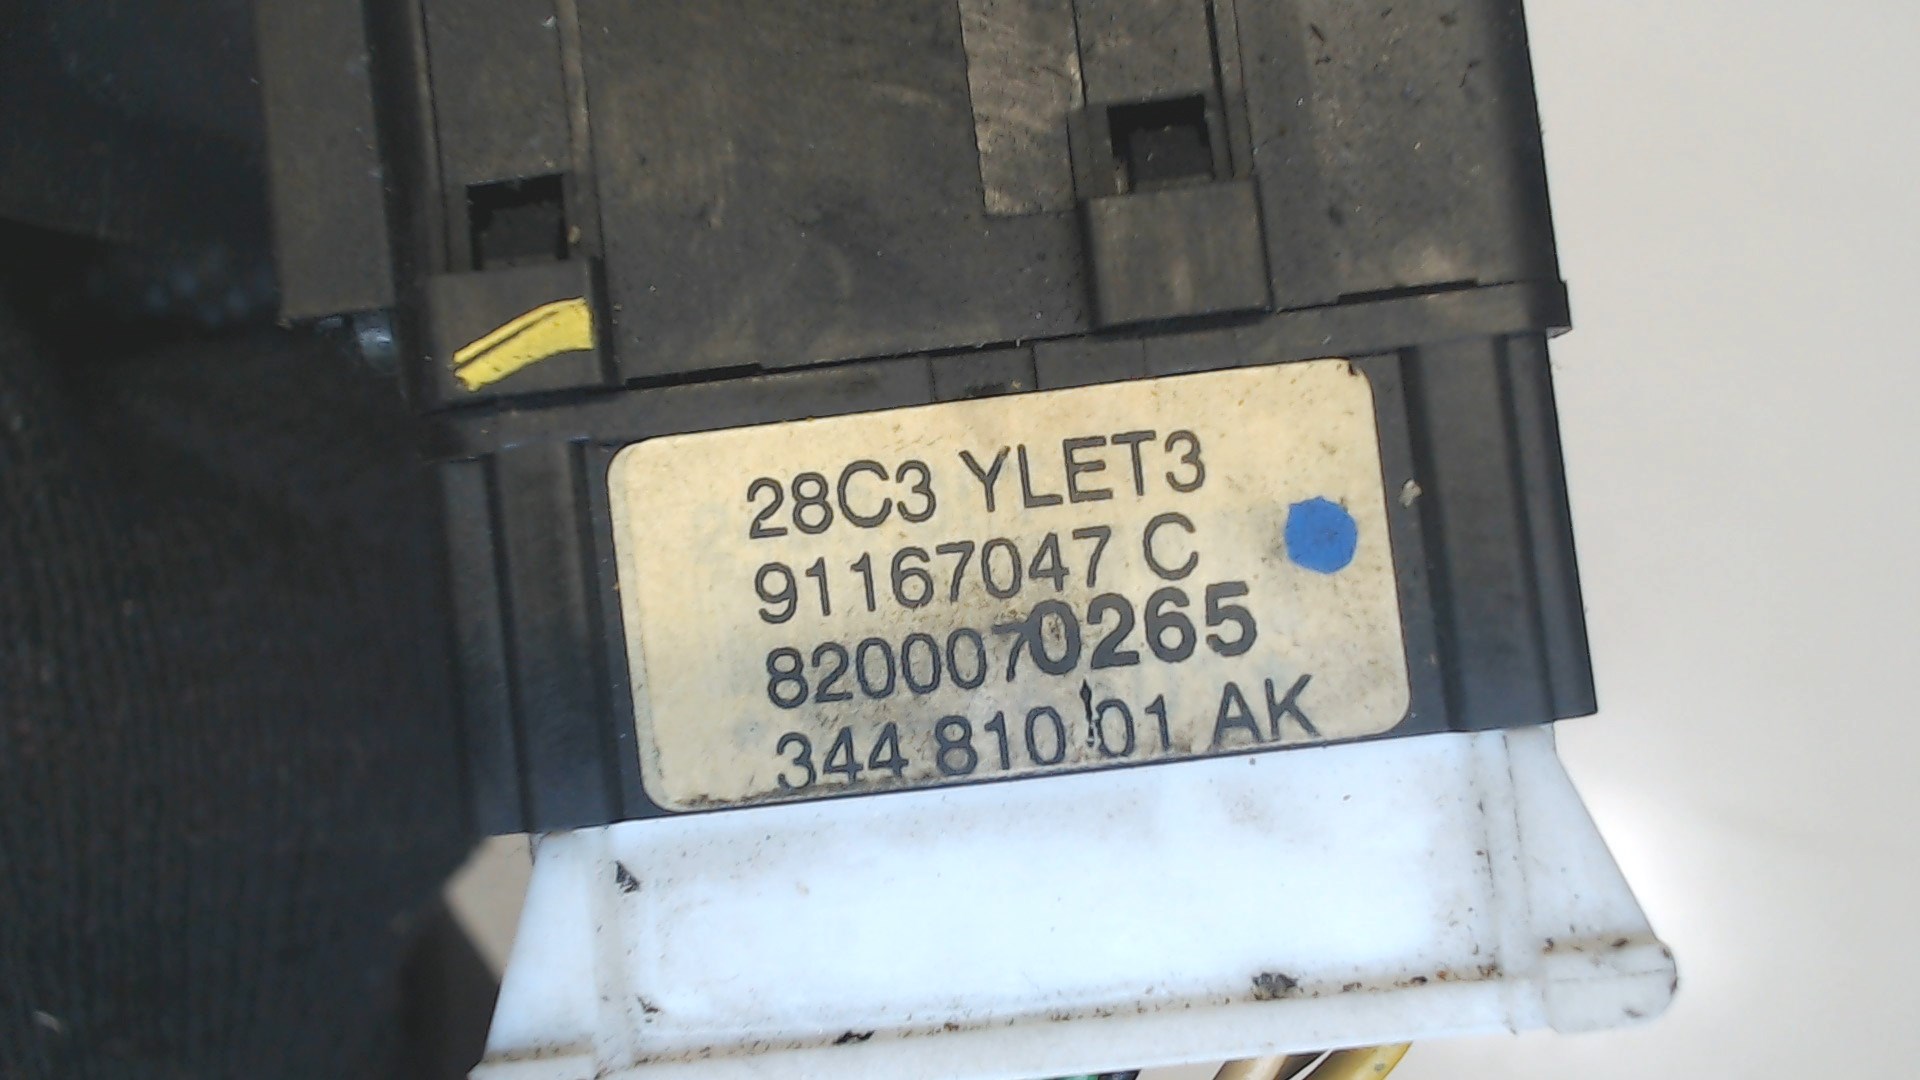 28C3 YLET3
91167047 C
8200070265
344 810 01 AK